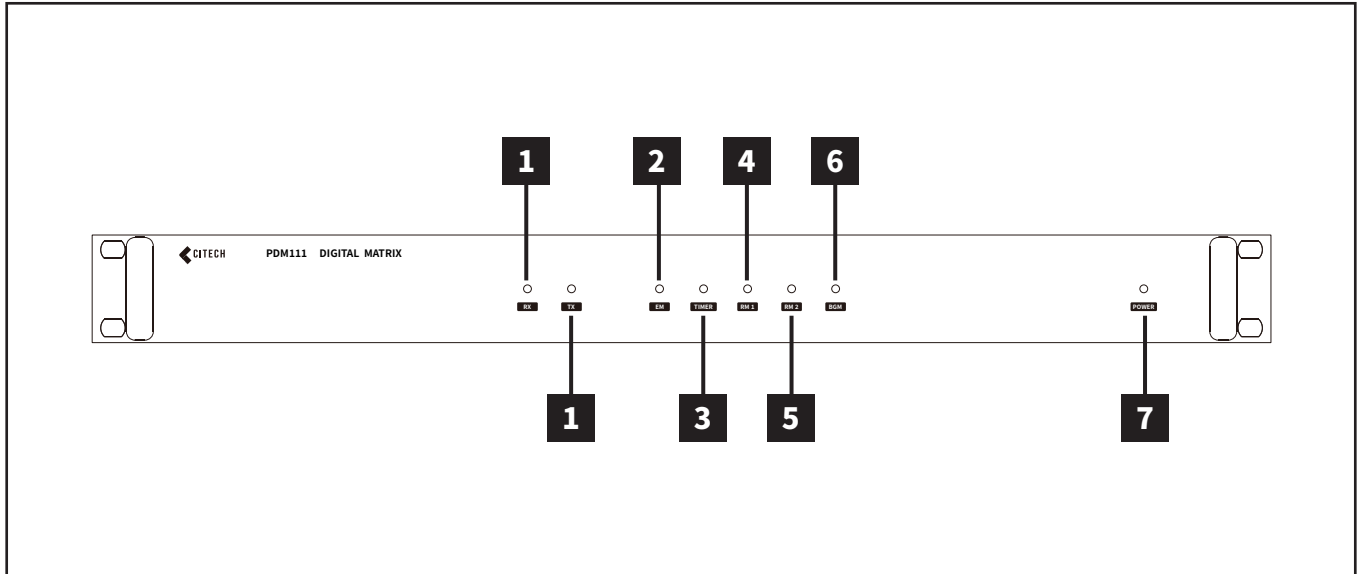 1 2 4 6
CITECH PDM111 DIGITAL MATRIX
RX TX EM TIMER RM 1 RM 2 BGM POWER
1 3 5 7